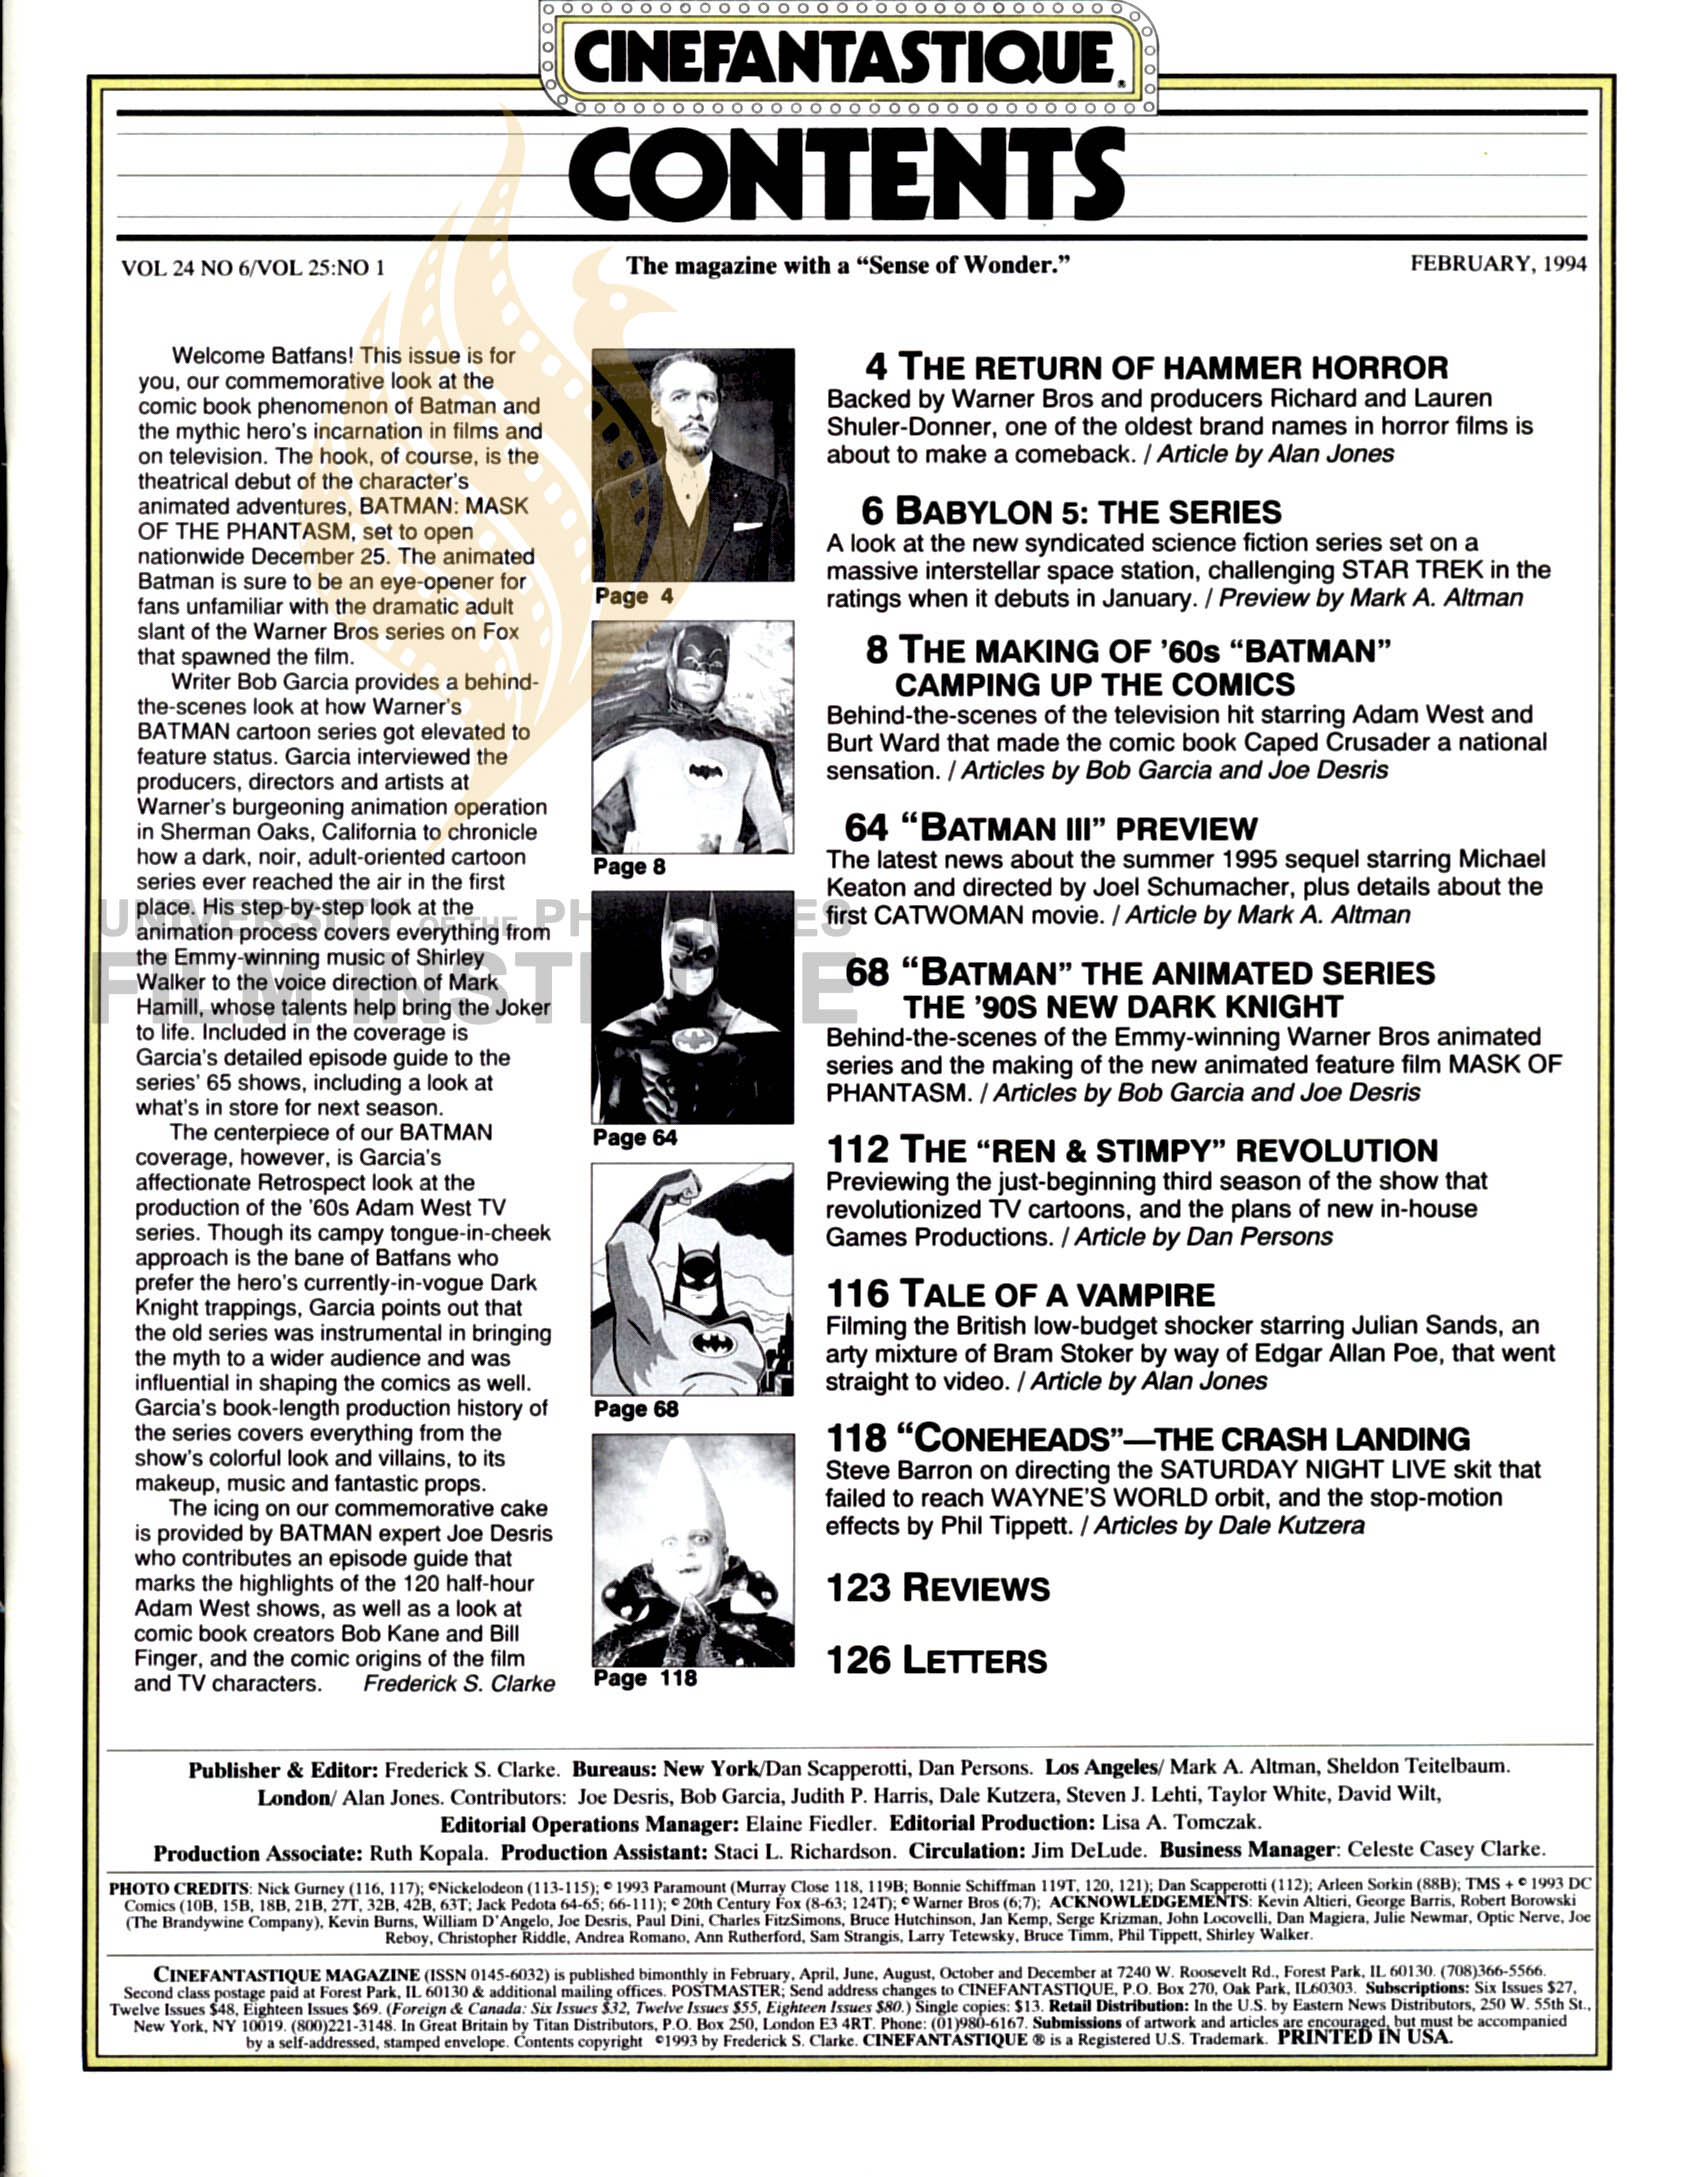 CINEFANTASTIQUE®
CONTENTS
VOL 24 NO 6/VOL 25:NO 1
The magazine with a “Sense of Wonder.”
FEBRUARY, 1994
Welcome Batfans! This issue is for
you, our commemorative look at the
comic book phenomenon of Batman and
the mythic hero's incarnation in films and
on television. The hook, of course, is the
theatrical debut of the character's
animated adventures, BATMAN: MASK
OF THE PHANTASM, set to open
nationwide December 25. The animated
Batman is sure to be an eye-opener for
fans unfamiliar with the dramatic adult
slant of the Warner Bros series on Fox
that spawned the film.
Writer Bob Garcia provides a behind-
the-scenes look at how Warner's
BATMAN cartoon series got elevated to
feature status. Garcia interviewed the
producers, directors and artists at
Warner's burgeoning animation operation
in Sherman Oaks, California to chronicle
how a dark, noir, adult-oriented cartoon
series ever reached the air in the first
place. His step-by-step look at the
animation process covers everything from
the Emmy-winning music of Shirley
Walker to the voice direction of Mark
Hamill, whose talents help bring the Joker
to life. Included in the coverage is
Garcia's detailed episode guide to the
series' 65 shows, including a look at
what's in store for next season.
The centerpiece of our BATMAN
coverage, however, is Garcia's
affectionate Retrospect look at the
production of the '60s Adam West TV
series. Though its campy tongue-in-cheek
approach is the bane of Batfans who
prefer the hero's currently-in-vogue Dark
Knight trappings, Garcia points out that
the old series was instrumental in bringing
the myth to a wider audience and was
influential in shaping the comics as well.
Garcia's book-length production history of
the series covers everything from the
show's colorful look and villains, to its
makeup, music and fantastic props.
The icing on our commemorative cake
is provided by BATMAN expert Joe Desris
who contributes an episode guide that
marks the highlights of the 120 half-hour
Adam West shows, as well as a look at
comic book creators Bob Kane and Bill
Finger, and the comic origins of the film
and TV characters. Frederick S. Clarke
Page 4
Page 8
Page 64
Page 68
Page 118
4 THE RETURN OF HAMMER HORROR
Backed by Warner Bros and producers Richard and Lauren
Shuler-Donner, one of the oldest brand names in horror films is
about to make a comeback. / Article by Alan Jones
6 BABYLON 5: THE SERIES
A look at the new syndicated science fiction series set on a
massive interstellar space station, challenging STAR TREK in the
ratings when it debuts in January. / Preview by Mark A. Altman
8 THE MAKING OF '60s “BATMAN”
CAMPING UP THE COMICS
Behind-the-scenes of the television hit starring Adam West and
Burt Ward that made the comic book Caped Crusader a national
sensation. / Articles by Bob Garcia and Joe Desris
64 “BATMAN III” PREVIEW
The latest news about the summer 1995 sequel starring Michael
Keaton and directed by Joel Schumacher, plus details about the
first CATWOMAN movie. / Article by Mark A. Altman
68 “BATMAN” THE ANIMATED SERIES
THE '90S NEW DARK KNIGHT
Behind-the-scenes of the Emmy-winning Warner Bros animated
series and the making of the new animated feature film MASK OF
PHANTASM. / Articles by Bob Garcia and Joe Desris
112 THE “REN & STIMPY” REVOLUTION
Previewing the just-beginning third season of the show that
revolutionized TV cartoons, and the plans of new in-house
Games Productions. / Article by Dan Persons
116 TALE OF A VAMPIRE
Filming the British low-budget shocker starring Julian Sands, an
arty mixture of Bram Stoker by way of Edgar Allan Poe, that went
straight to video. / Article by Alan Jones
118 “CONEHEADS”—THE CRASH LANDING
Steve Barron on directing the SATURDAY NIGHT LIVE skit that
failed to reach WAYNE'S WORLD orbit, and the stop-motion
effects by Phil Tippett. / Articles by Dale Kutzera
123 REVIEWS
126 LETTERS
Publisher & Editor: Frederick S. Clarke. Bureaus: New York/Dan Scapperotti, Dan Persons. Los Angeles/ Mark A. Altman, Sheldon Teitelbaum.
London/ Alan Jones. Contributors: Joe Desris, Bob Garcia, Judith P. Harris, Dale Kutzera, Steven J. Lehti, Taylor White, David Wilt,
Editorial Operations Manager: Elaine Fiedler. Editorial Production: Lisa A. Tomczak.
Production Associate: Ruth Kopala. Production Assistant: Staci L. Richardson. Circulation: Jim DeLude. Business Manager: Celeste Casey Clarke.
PHOTO CREDITS: Nick Gurney (116, 117); ©Nickelodeon (113-115); © 1993 Paramount (Murray Close 118, 119B; Bonnie Schiffman 119T, 120, 121); Dan Scapperotti (112); Arleen Sorkin (88B); TMS + © 1993 DC
Comics (10B, 15B, 18B, 21B, 27T, 32B, 42B, 63T; Jack Pedota 64-65; 66-111); © 20th Century Fox (8-63; 124T); © Warner Bros (6;7); ACKNOWLEDGEMENTS: Kevin Altieri, George Barris, Robert Borowski
(The Brandywine Company), Kevin Burns, William D'Angelo, Joe Desris, Paul Dini, Charles FitzSimons, Bruce Hutchinson, Jan Kemp, Serge Krizman, John Locovelli, Dan Magiera, Julie Newmar, Optic Nerve, Joe
Reboy, Christopher Riddle, Andrea Romano, Ann Rutherford, Sam Strangis, Larry Tetewsky, Bruce Timm, Phil Tippett, Shirley Walker.
CINEFANTASTIQUE MAGAZINE (ISSN 0145-6032) is published bimonthly in February, April, June, August, October and December at 7240 W. Roosevelt Rd., Forest Park, IL 60130. (708)366-5566.
Second class postage paid at Forest Park, IL 60130 & additional mailing offices. POSTMASTER; Send address changes to CINEFANTASTIQUE, P.O. Box 270, Oak Park, IL60303. Subscriptions: Six Issues $27,
Twelve Issues $48, Eighteen Issues $69. (Foreign & Canada: Six Issues $32, Twelve Issues $55, Eighteen Issues $80.) Single copies: $13. Retail Distribution: In the U.S. by Eastern News Distributors, 250 W. 55th St.,
New York, NY 10019. (800)221-3148. In Great Britain by Titan Distributors, P.O. Box 250, London E3 4RT. Phone: (01)980-6167. Submissions of artwork and articles are encouraged, but must be accompanied
by a self-addressed, stamped envelope. Contents copyright ©1993 by Frederick S. Clarke. CINEFANTASTIQUE ® is a Registered U.S. Trademark. PRINTED IN USA.
UNIVERSITY OF THE
FILM